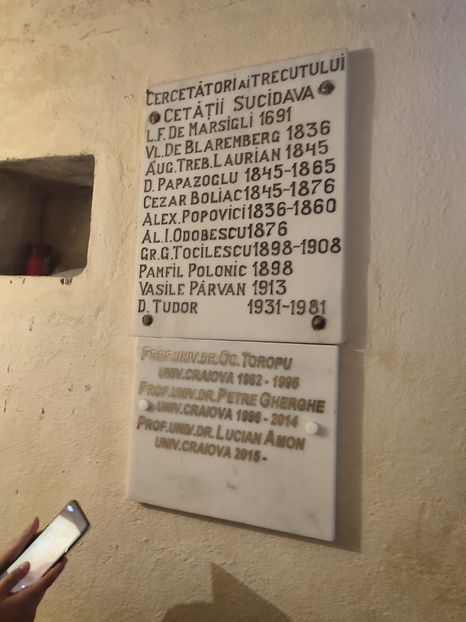 CERCETĂTORI AI TRECUTULUI
CETĂȚII SUCIDAVA
L.F. DE MARSIGLI 1691
VL. DE BLAREMBERG 1836
AUG. TREB. LAURIAN 1845
D. PAPAZOGLU 1845-1865
CEZAR BOLIAC 1845-1876
ALEX. POPOVICI 1836-1860
AL. I. ODOBESCU 1876
GR. G. TOCILESCU 1898-1908
PAMFIL POLONIC 1898
VASILE PÂRVAN 1913
D. TUDOR 1931-1981
PROF. UNIV. DR. OC. TOROPU
UNIV. CRAIOVA 1982 - 1995
PROF. UNIV. DR. PETRE GHERGHE
UNIV. CRAIOVA 1996 - 2014
PROF. UNIV. DR. LUCIAN AMON
UNIV. CRAIOVA 2015 -